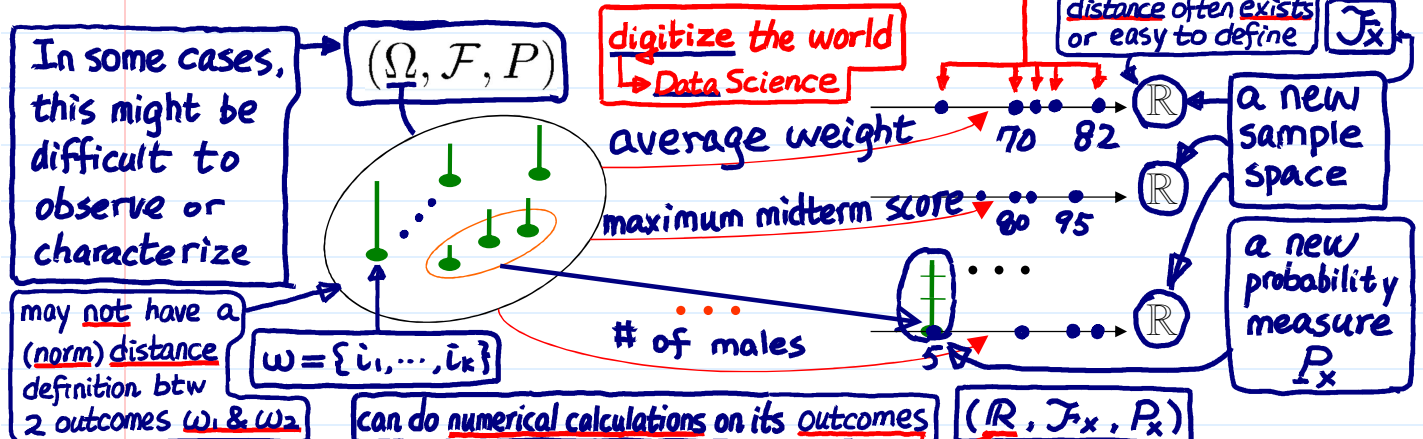 In some cases,
this might be
difficult to
observe or
characterize
(Ω, ℱ, P)
digitize the world
Data Science
distance often exists
or easy to define
ℱx
ℝ
a new
sample
space
average weight
70
82
maximum midterm score
80
95
ℝ
a new
probability
measure
Px
ℝ
# of males
5
may not have a
(norm) distance
definition btw
2 outcomes ω₁ & ω₂
ω = {i₁, ⋯, iK}
can do numerical calculations on its outcomes
(ℝ, ℱx, Px)